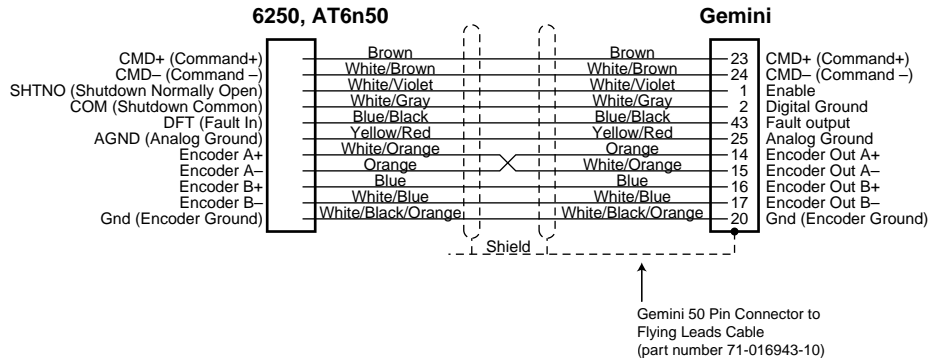 6250, AT6n50 Gemini
CMD+ (Command+) Brown Brown 23 CMD+ (Command+)
CMD– (Command –) White/Brown White/Brown 24 CMD– (Command –)
SHTNO (Shutdown Normally Open) White/Violet White/Violet 1 Enable
COM (Shutdown Common) White/Gray White/Gray 2 Digital Ground
DFT (Fault In) Blue/Black Blue/Black 43 Fault output
AGND (Analog Ground) Yellow/Red Yellow/Red 25 Analog Ground
Encoder A+ White/Orange Orange 14 Encoder Out A+
Encoder A– Orange White/Orange 15 Encoder Out A–
Encoder B+ Blue Blue 16 Encoder Out B+
Encoder B– White/Blue White/Blue 17 Encoder Out B–
Gnd (Encoder Ground) White/Black/Orange White/Black/Orange 20 Gnd (Encoder Ground)
Shield
Gemini 50 Pin Connector to
Flying Leads Cable
(part number 71-016943-10)